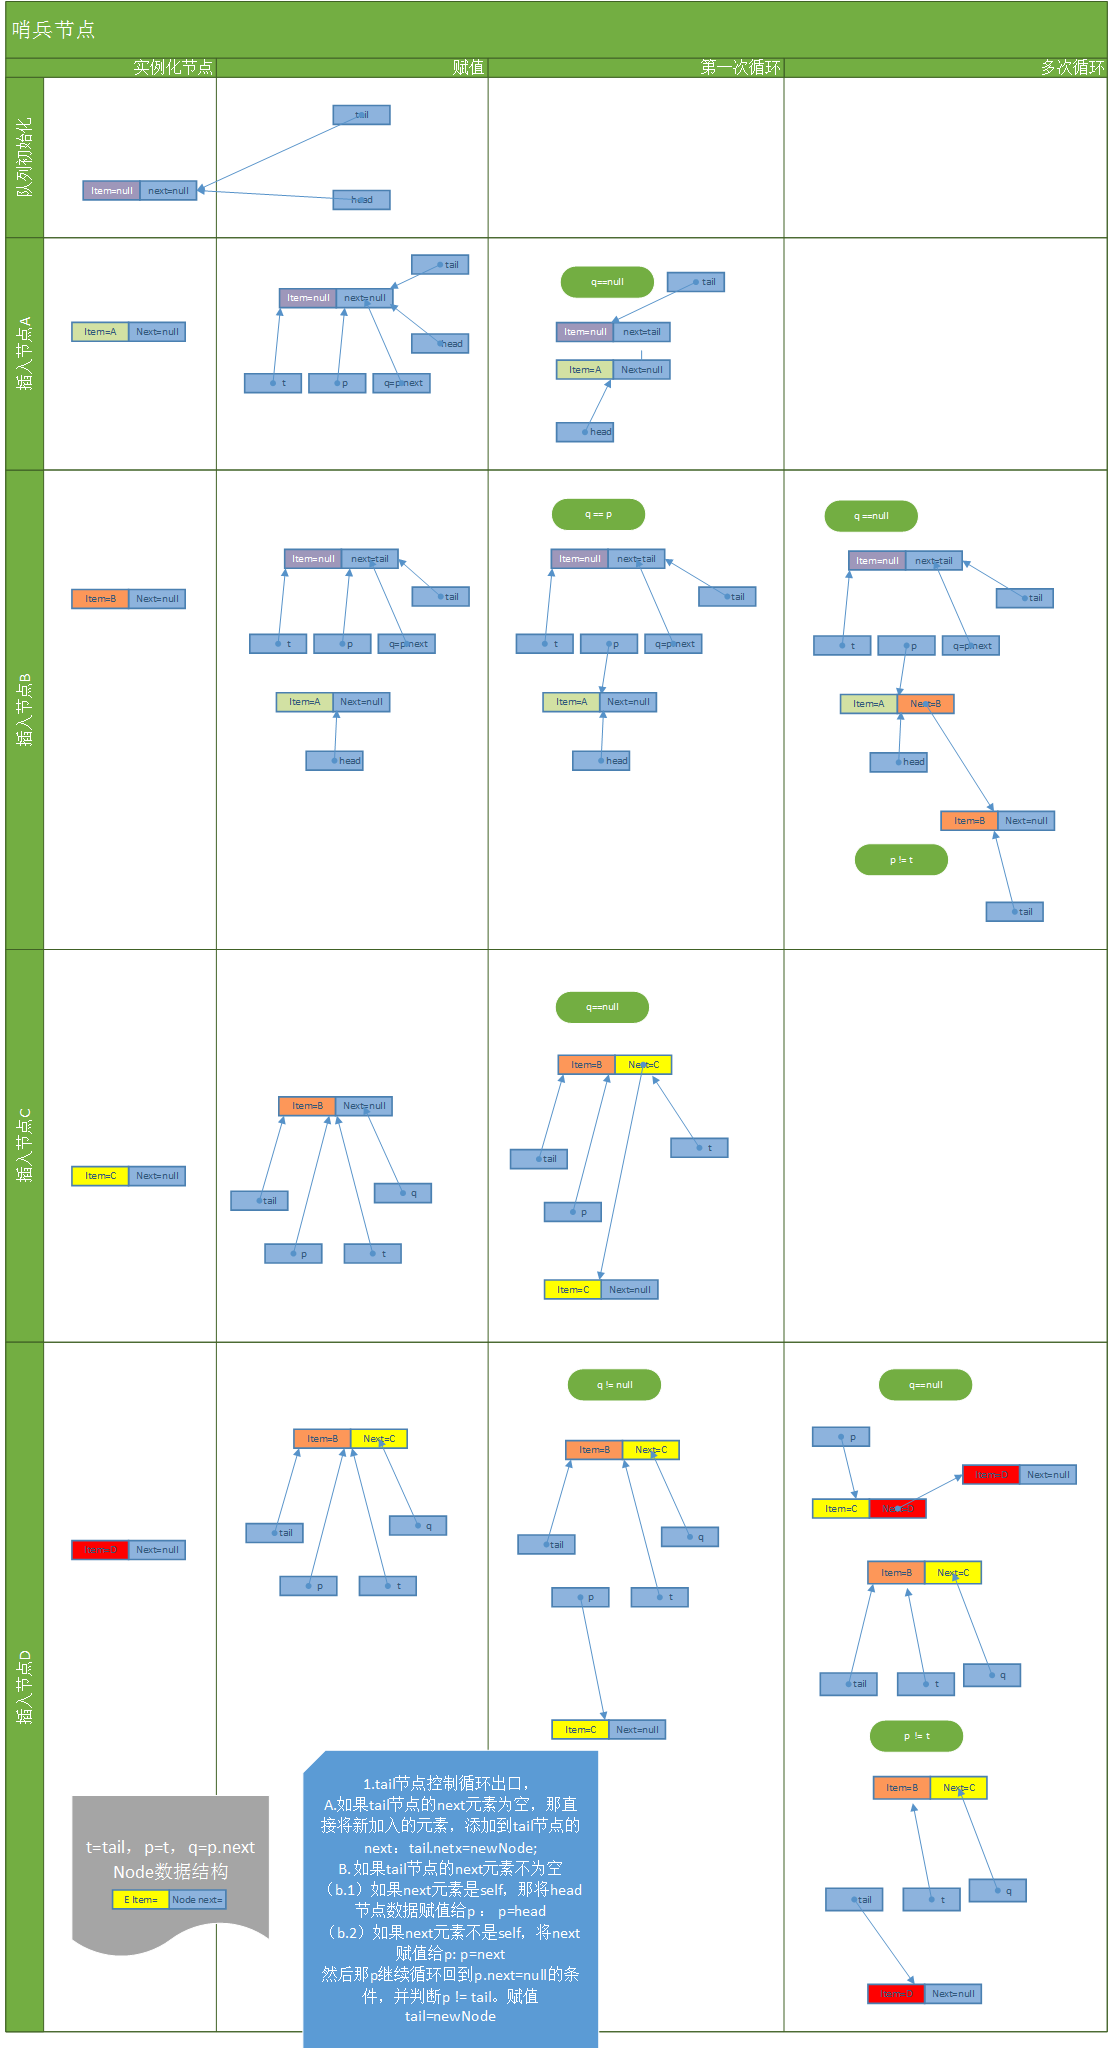 哨兵节点
实例化节点
赋值
第一次循环
多次循环
队列初始化
Item=null next=null
tail
head
插入节点A
Item=A Next=null
tail
Item=null next=null
head
t
p
q=p.next
q==null
tail
Item=null next=tail
Item=A Next=null
head
插入节点B
Item=B Next=null
Item=null next=tail
tail
t
p
q=p.next
Item=A Next=null
head
q == p
Item=null next=tail
tail
t
p
q=p.next
Item=A Next=null
head
q ==null
Item=null next=tail
tail
t
p
q=p.next
Item=A Next=B
head
Item=B Next=null
p != t
tail
插入节点C
Item=C Next=null
Item=B Next=null
tail
q
p
t
q==null
Item=B Next=C
t
tail
p
Item=C Next=null
插入节点D
Item=D Next=null
Item=B Next=C
tail
q
p
t
q != null
Item=B Next=C
tail
q
p
t
Item=C Next=null
q==null
p
Item=D Next=null
Item=C Next=D
Item=B Next=C
tail
t
q
p != t
Item=B Next=C
tail
t
q
Item=D Next=null
t=tail，p=t，q=p.next
Node数据结构
E Item= Node next=
1.tail节点控制循环出口，
A.如果tail节点的next元素为空，那直
接将新加入的元素，添加到tail节点的
next：tail.netx=newNode;
B. 如果tail节点的next元素不为空
（b.1）如果next元素是self，那将head
节点数据赋值给p ： p=head
（b.2）如果next元素不是self，将next
赋值给p: p=next
然后那p继续循环回到p.next=null的条
件，并判断p != tail。赋值
tail=newNode